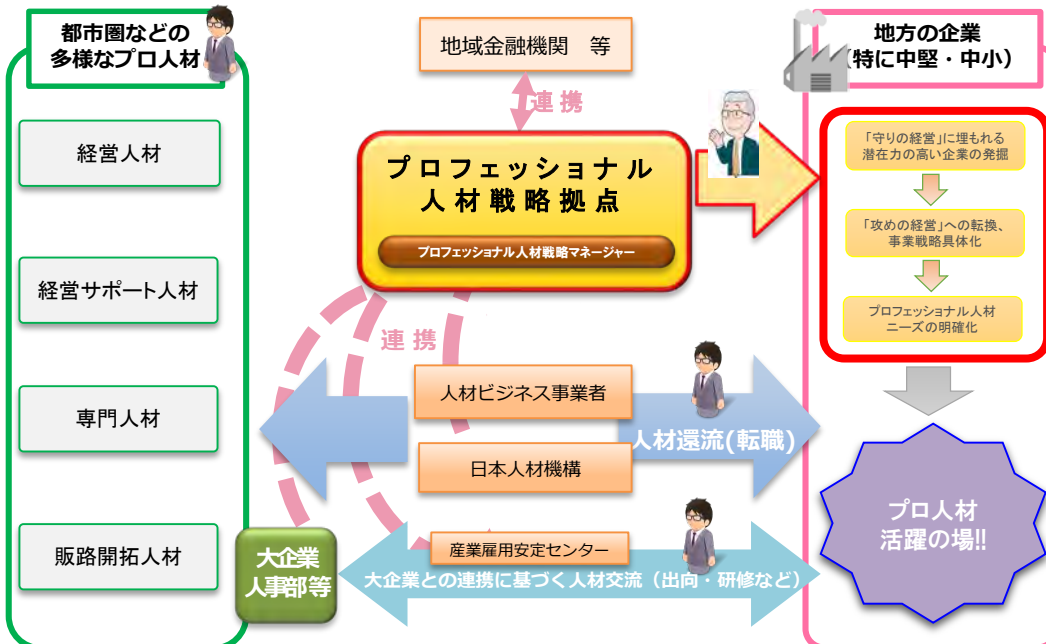 都市圏などの
多様なプロ人材
経営人材
経営サポート人材
専門人材
販路開拓人材
地域金融機関 等
連携
プロフェッショナル
人材戦略拠点
プロフェッショナル人材戦略マネージャー
連携
人材ビジネス事業者
人材還流(転職)
日本人材機構
大企業
人事部等
産業雇用安定センター
大企業との連携に基づく人材交流（出向・研修など）
地方の企業
（特に中堅・中小）
「守りの経営」に埋もれる
潜在力の高い企業の発掘
「攻めの経営」への転換、
事業戦略具体化
プロフェッショナル人材
ニーズの明確化
プロ人材
活躍の場!!